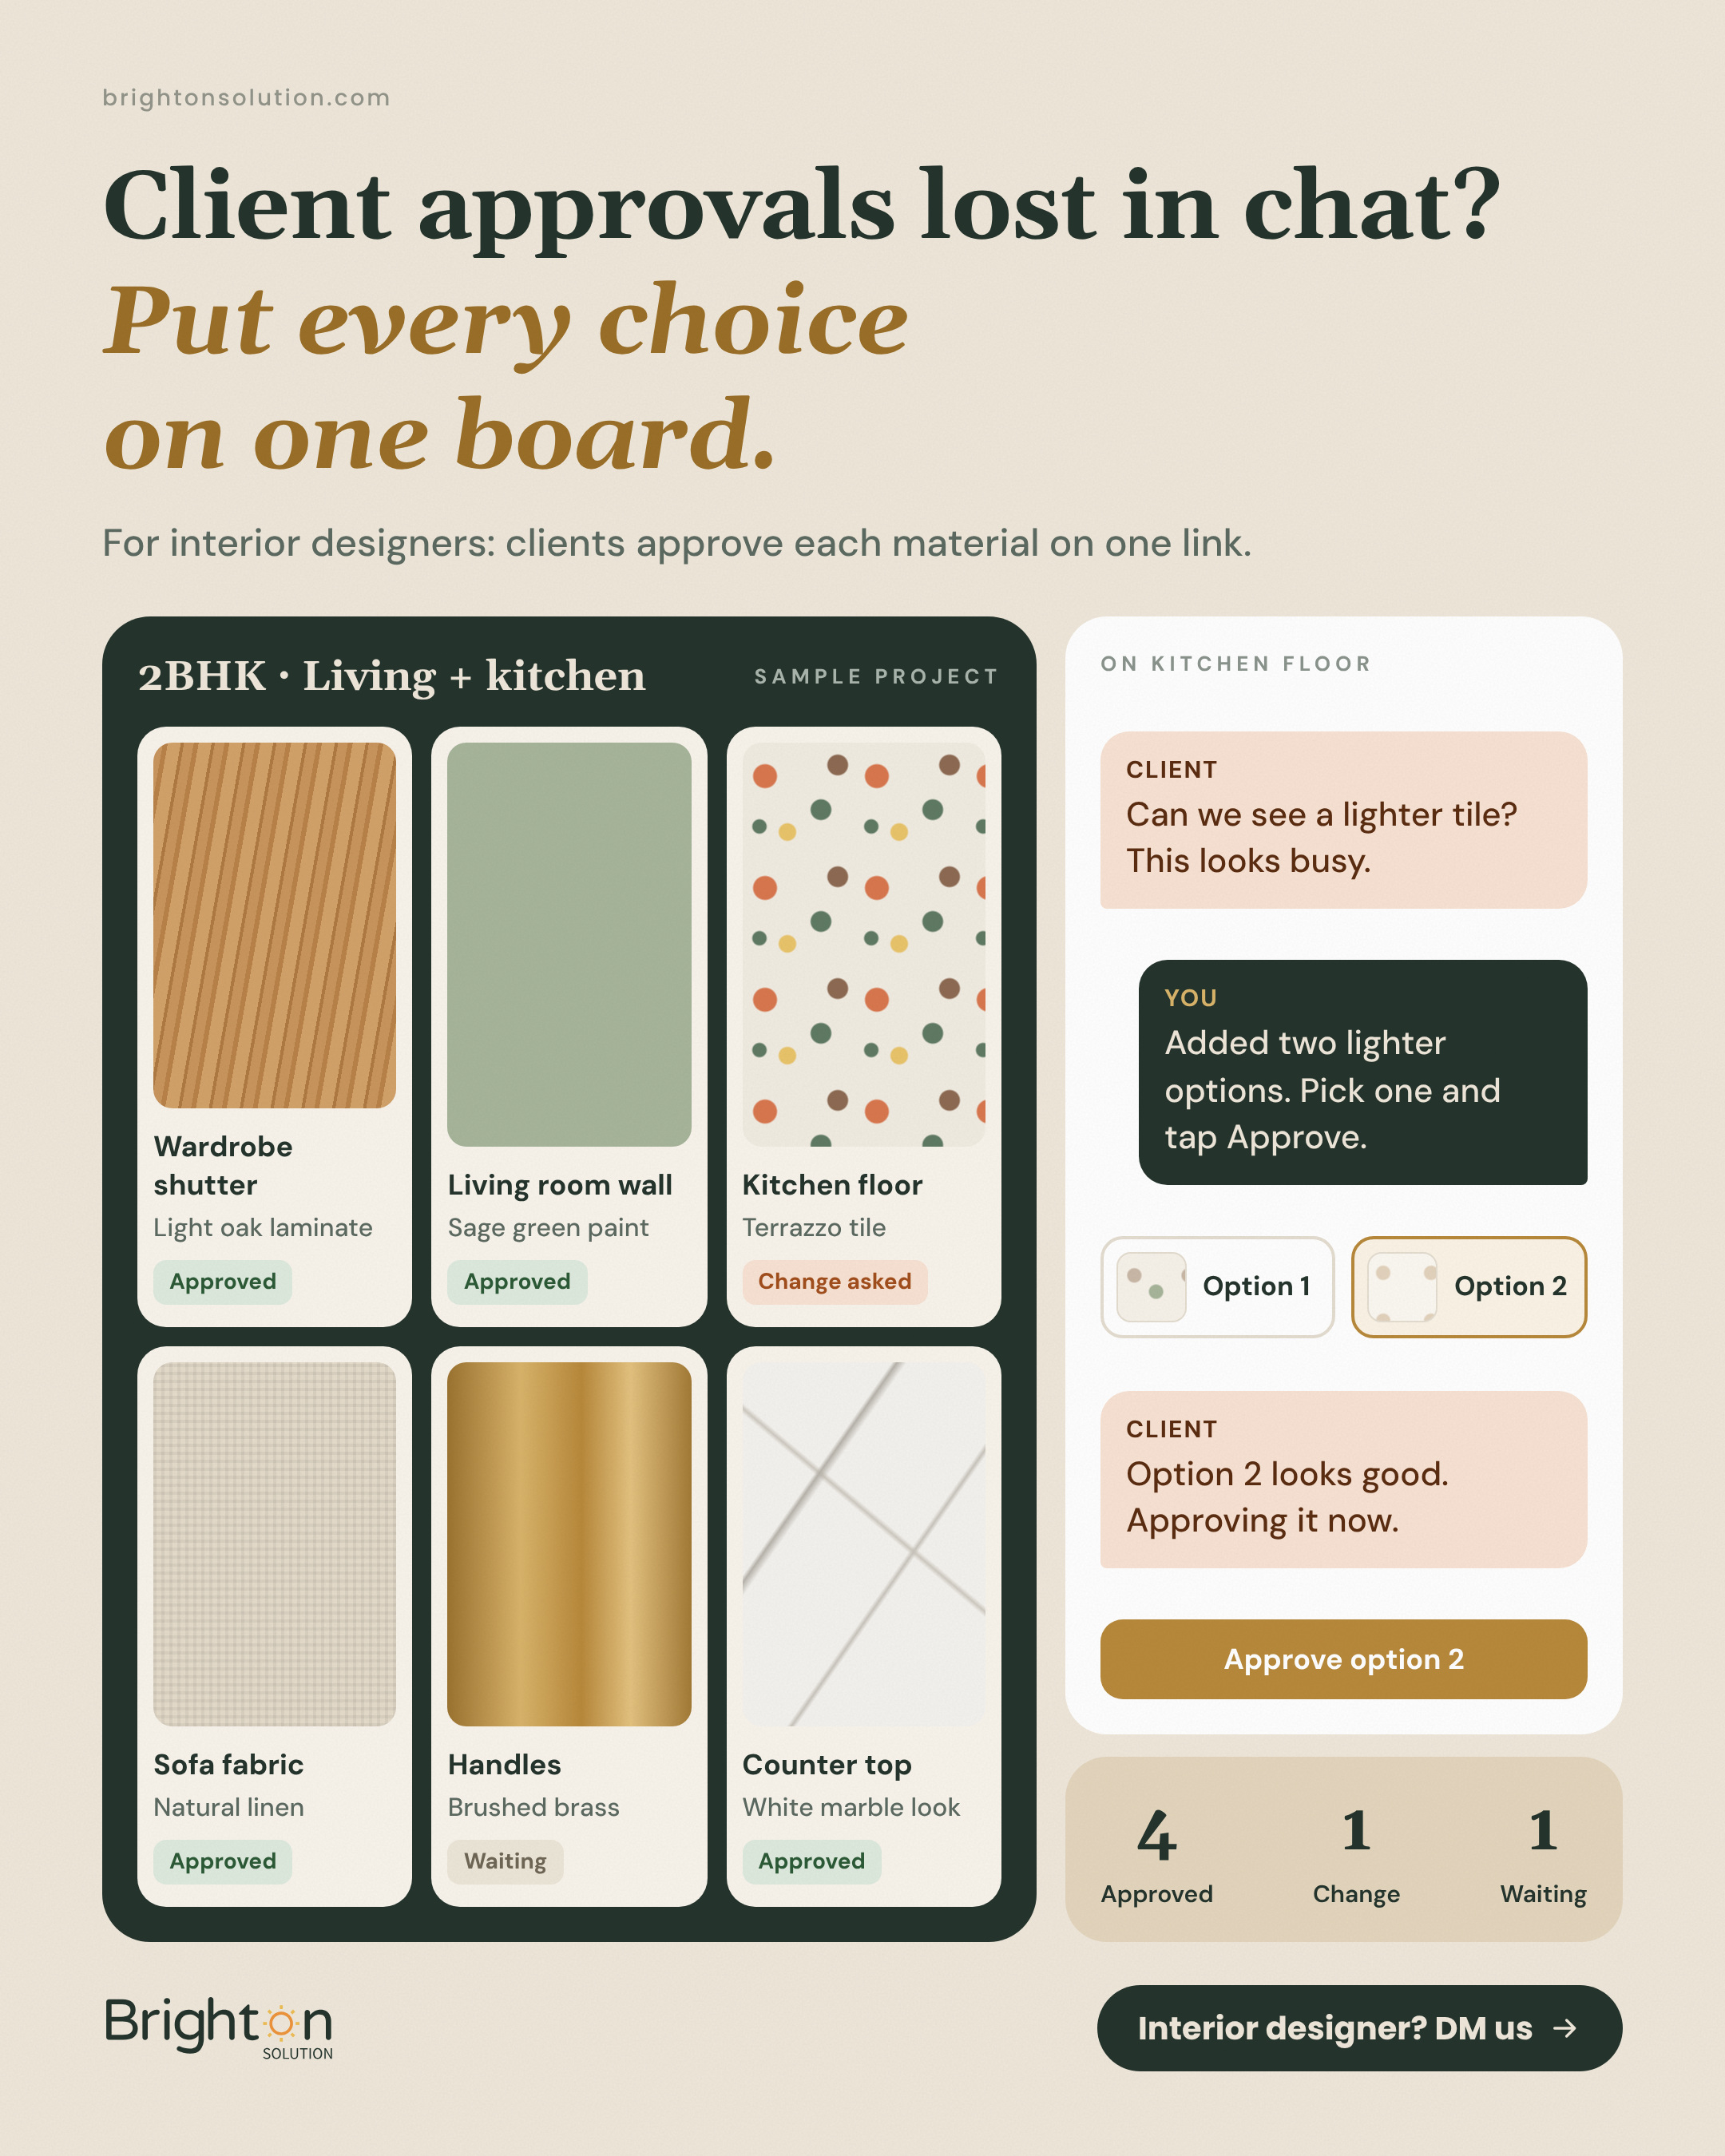 brightonsolution.com
Client approvals lost in chat?
Put every choice
on one board.
For interior designers: clients approve each material on one link.
2BHK · Living + kitchen
SAMPLE PROJECT
Wardrobe
shutter
Light oak laminate
Approved
Living room wall
Sage green paint
Approved
Kitchen floor
Terrazzo tile
Change asked
Sofa fabric
Natural linen
Approved
Handles
Brushed brass
Waiting
Counter top
White marble look
Approved
ON KITCHEN FLOOR
CLIENT
Can we see a lighter tile?
This looks busy.
YOU
Added two lighter
options. Pick one and
tap Approve.
Option 1
Option 2
CLIENT
Option 2 looks good.
Approving it now.
Approve option 2
4
Approved
1
Change
1
Waiting
Brighton
SOLUTION
Interior designer? DM us →